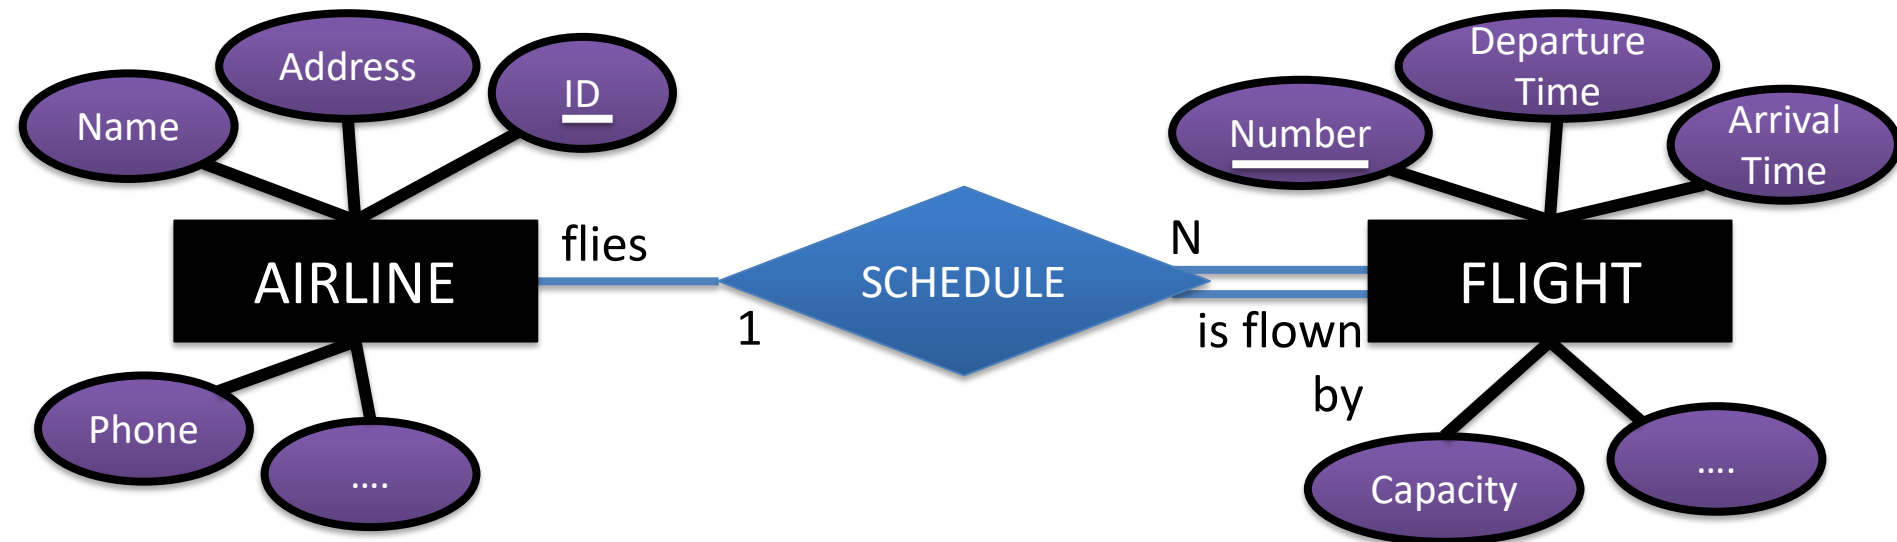 Name
Address
ID
AIRLINE
Phone
....
flies
1
SCHEDULE
N
is flown
by
Number
Departure
Time
Arrival
Time
FLIGHT
Capacity
....